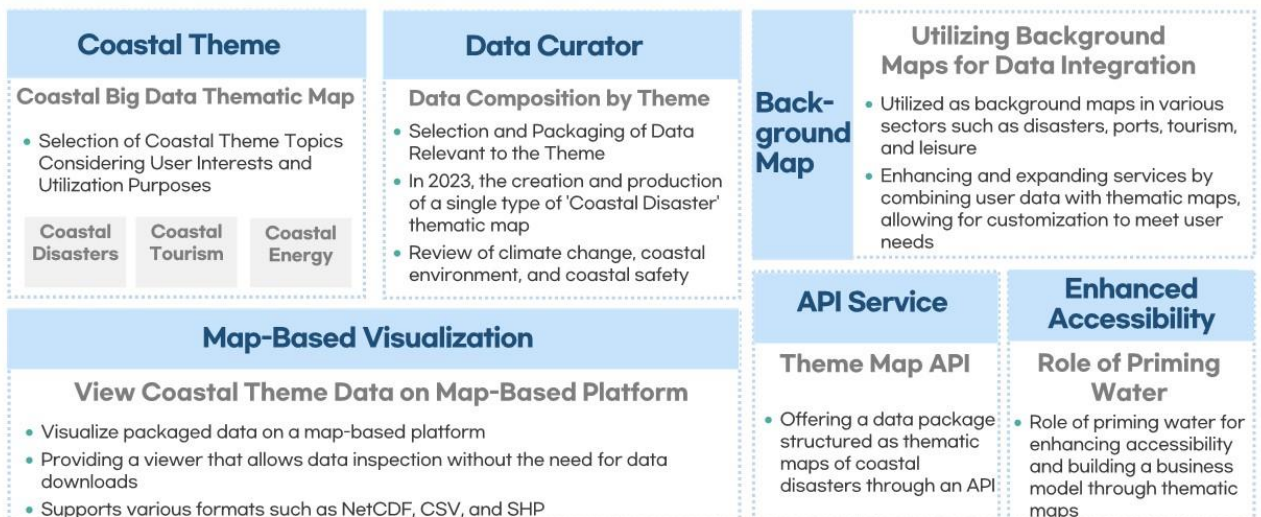 Coastal Theme
Coastal Big Data Thematic Map
• Selection of Coastal Theme Topics
Considering User Interests and
Utilization Purposes
Coastal
Disasters
Coastal
Tourism
Coastal
Energy
Data Curator
Data Composition by Theme
• Selection and Packaging of Data
Relevant to the Theme
• In 2023, the creation and production
of a single type of 'Coastal Disaster'
thematic map
• Review of climate change, coastal
environment, and coastal safety
Back-
ground
Map
Utilizing Background
Maps for Data Integration
• Utilized as background maps in various
sectors such as disasters, ports, tourism,
and leisure
• Enhancing and expanding services by
combining user data with thematic maps,
allowing for customization to meet user
needs
Map-Based Visualization
View Coastal Theme Data on Map-Based Platform
• Visualize packaged data on a map-based platform
• Providing a viewer that allows data inspection without the need for data
downloads
• Supports various formats such as NetCDF, CSV, and SHP
API Service
Theme Map API
• Offering a data package
structured as thematic
maps of coastal
disasters through an API
Enhanced
Accessibility
Role of Priming
Water
• Role of priming water for
enhancing accessibility
and building a business
model through thematic
maps